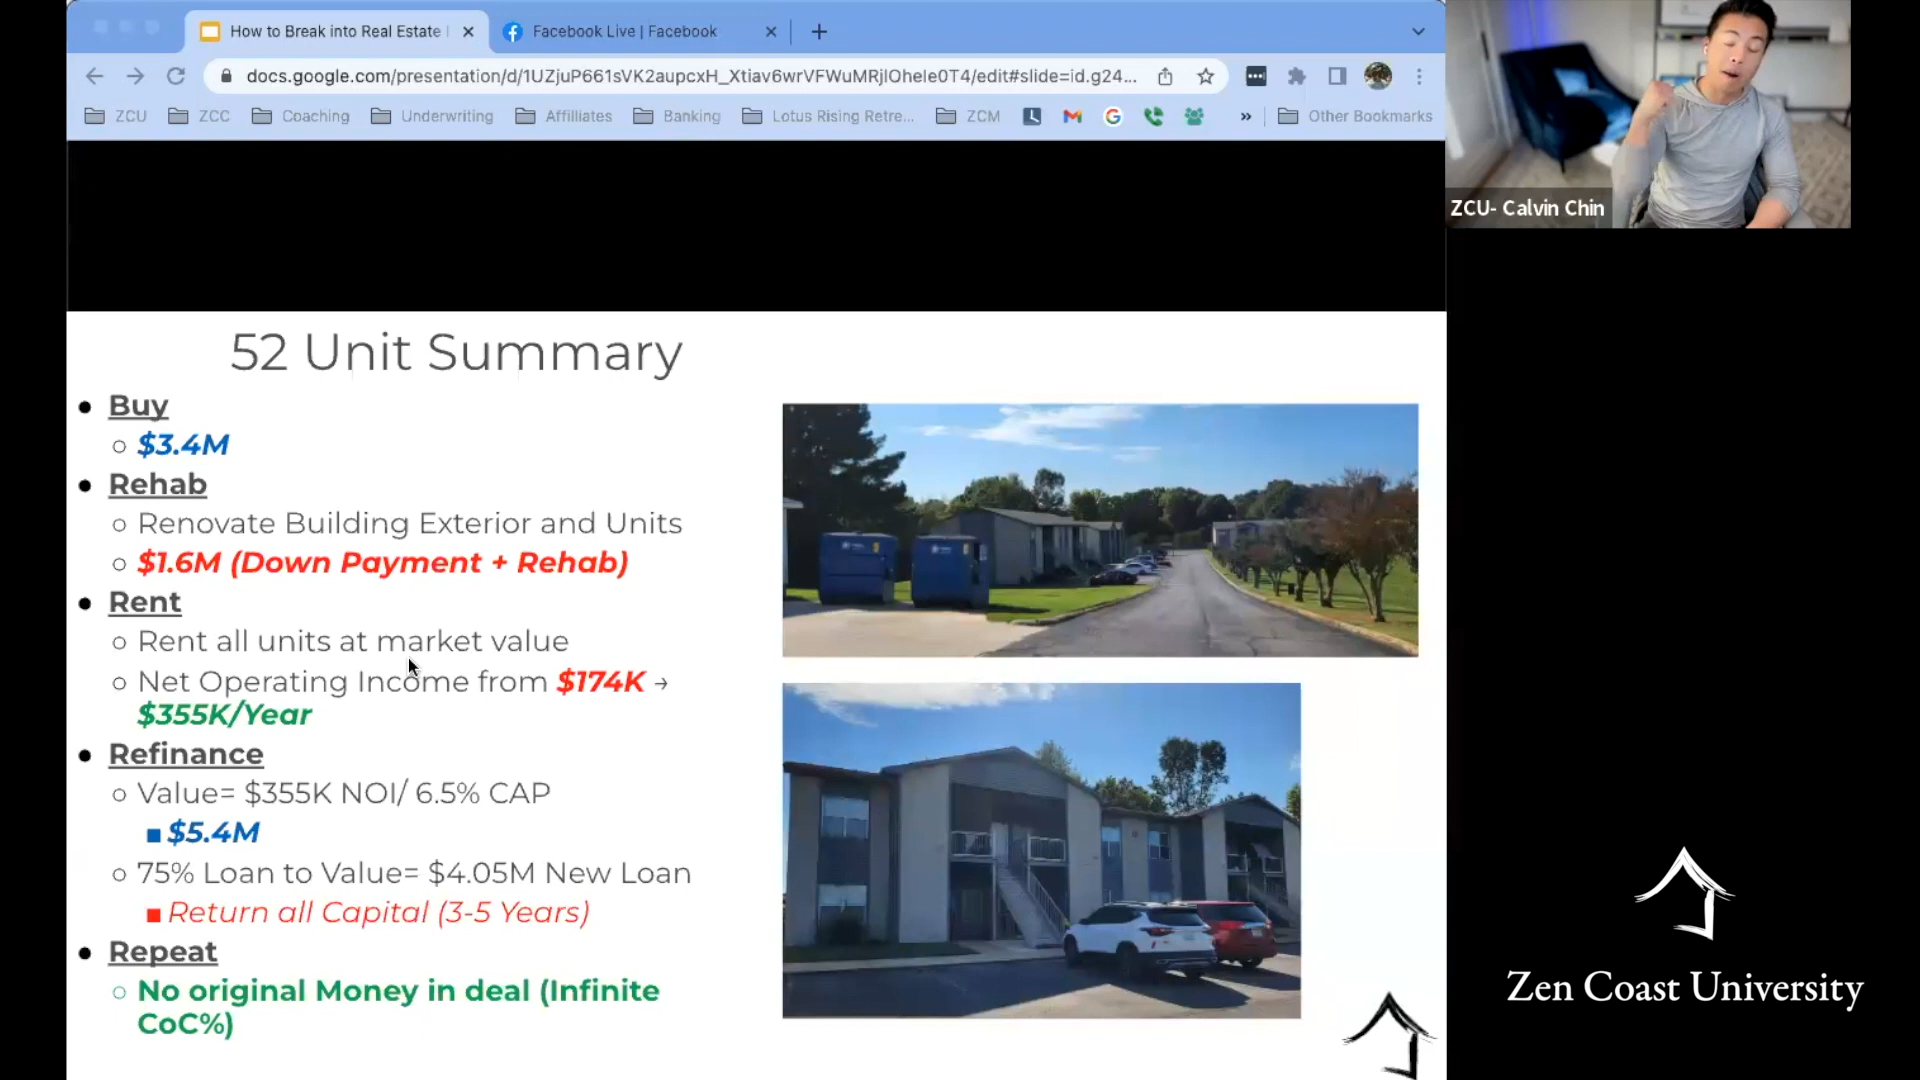 How to Break into Real Estate
Facebook Live | Facebook
docs.google.com/presentation/d/1UZjuP661sVK2aupcxH_Xtiav6wrVFWuMRjlOhele0T4/edit#slide=id.g24...
ZCU
ZCC
Coaching
Underwriting
Affilliates
Banking
Lotus Rising Retre...
ZCM
»
Other Bookmarks
ZCU- Calvin Chin
52 Unit Summary
● Buy
○ $3.4M
● Rehab
○ Renovate Building Exterior and Units
○ $1.6M (Down Payment + Rehab)
● Rent
○ Rent all units at market value
○ Net Operating Income from $174K →
$355K/Year
● Refinance
○ Value= $355K NOI/ 6.5% CAP
■ $5.4M
○ 75% Loan to Value= $4.05M New Loan
■ Return all Capital (3-5 Years)
● Repeat
○ No original Money in deal (Infinite
CoC%)
Zen Coast University